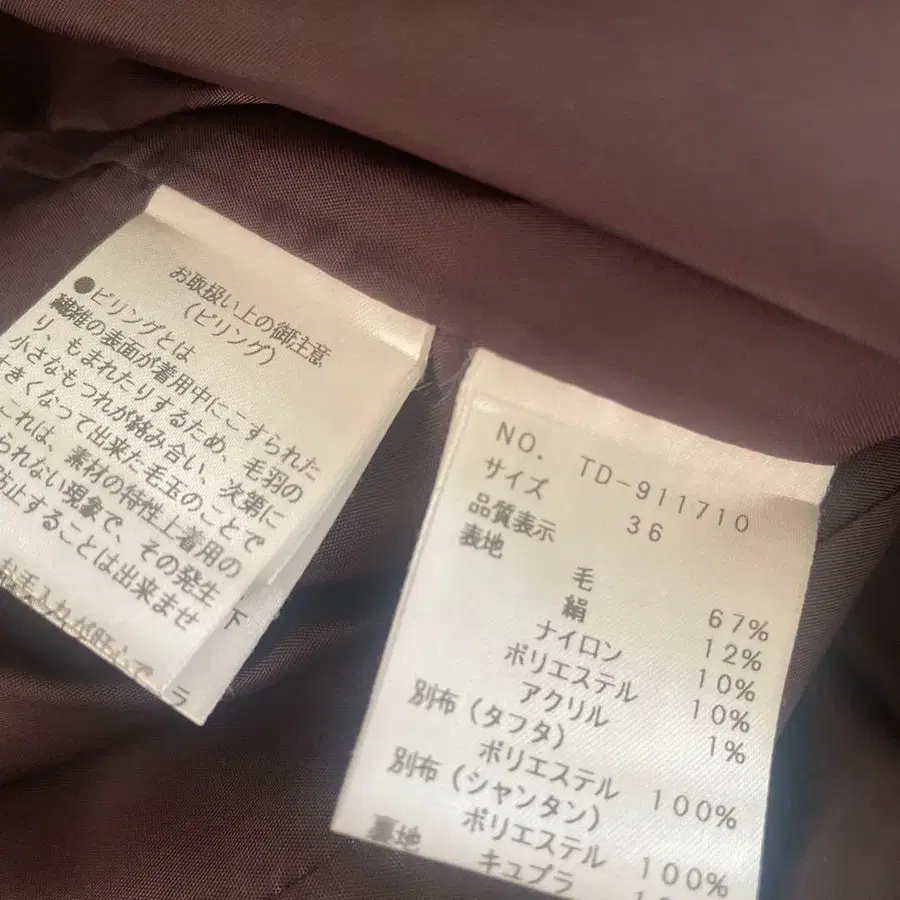 お取扱い上の御注意
(ピリング)
●ピリングとは
繊維の表面が着用中にこすられた
り、もまれたりするため、毛羽の
小さなもつれが絡み合い、次第に
きくなって出来た毛玉のことで
これは、素材の特性上着用の
られない現象で、その発生
防止することは出来ませ
お手入れが
下
ラ
NO. TD-911710
サイズ 36
品質表示
表地
毛 67%
絹 12%
ナイロン 10%
ポリエステル 10%
アクリル 1%
別布(タフタ)
ポリエステル 100%
別布(シャンタン)
ポリエステル 100%
裏地
キュプラ